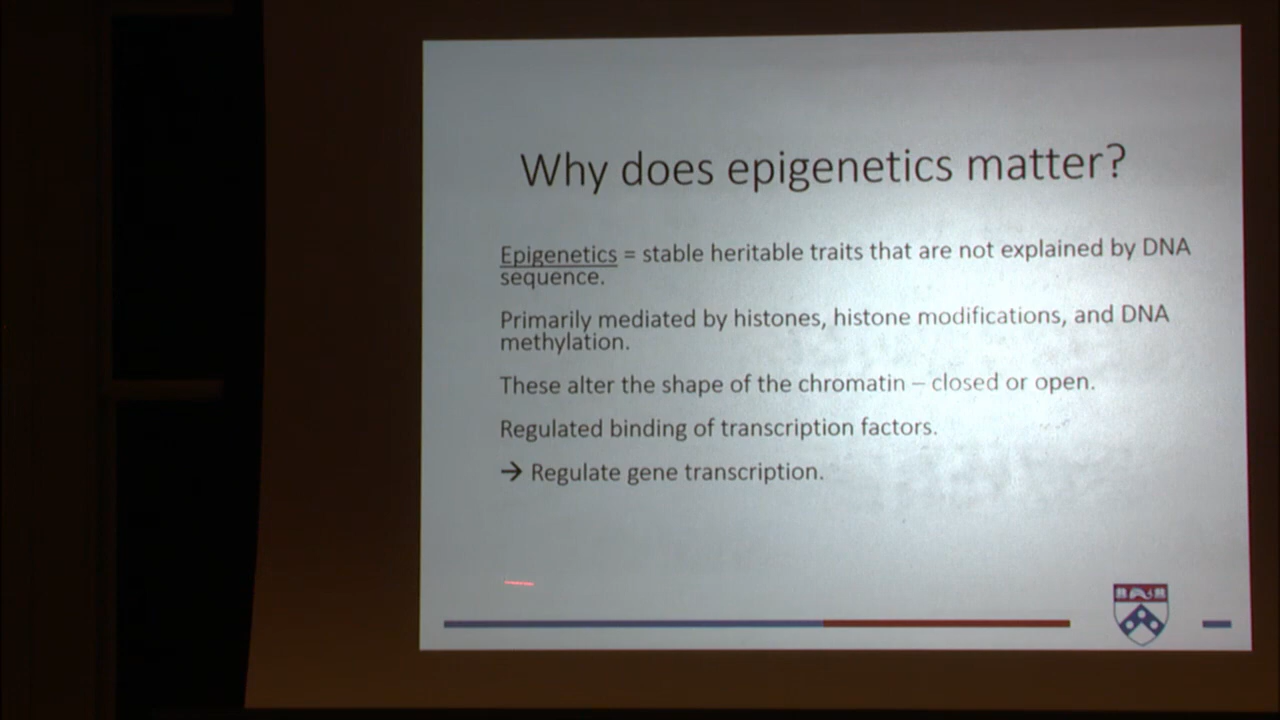 Why does epigenetics matter?
Epigenetics = stable heritable traits that are not explained by DNA
sequence.
Primarily mediated by histones, histone modifications, and DNA
methylation.
These alter the shape of the chromatin – closed or open.
Regulated binding of transcription factors.
→ Regulate gene transcription.